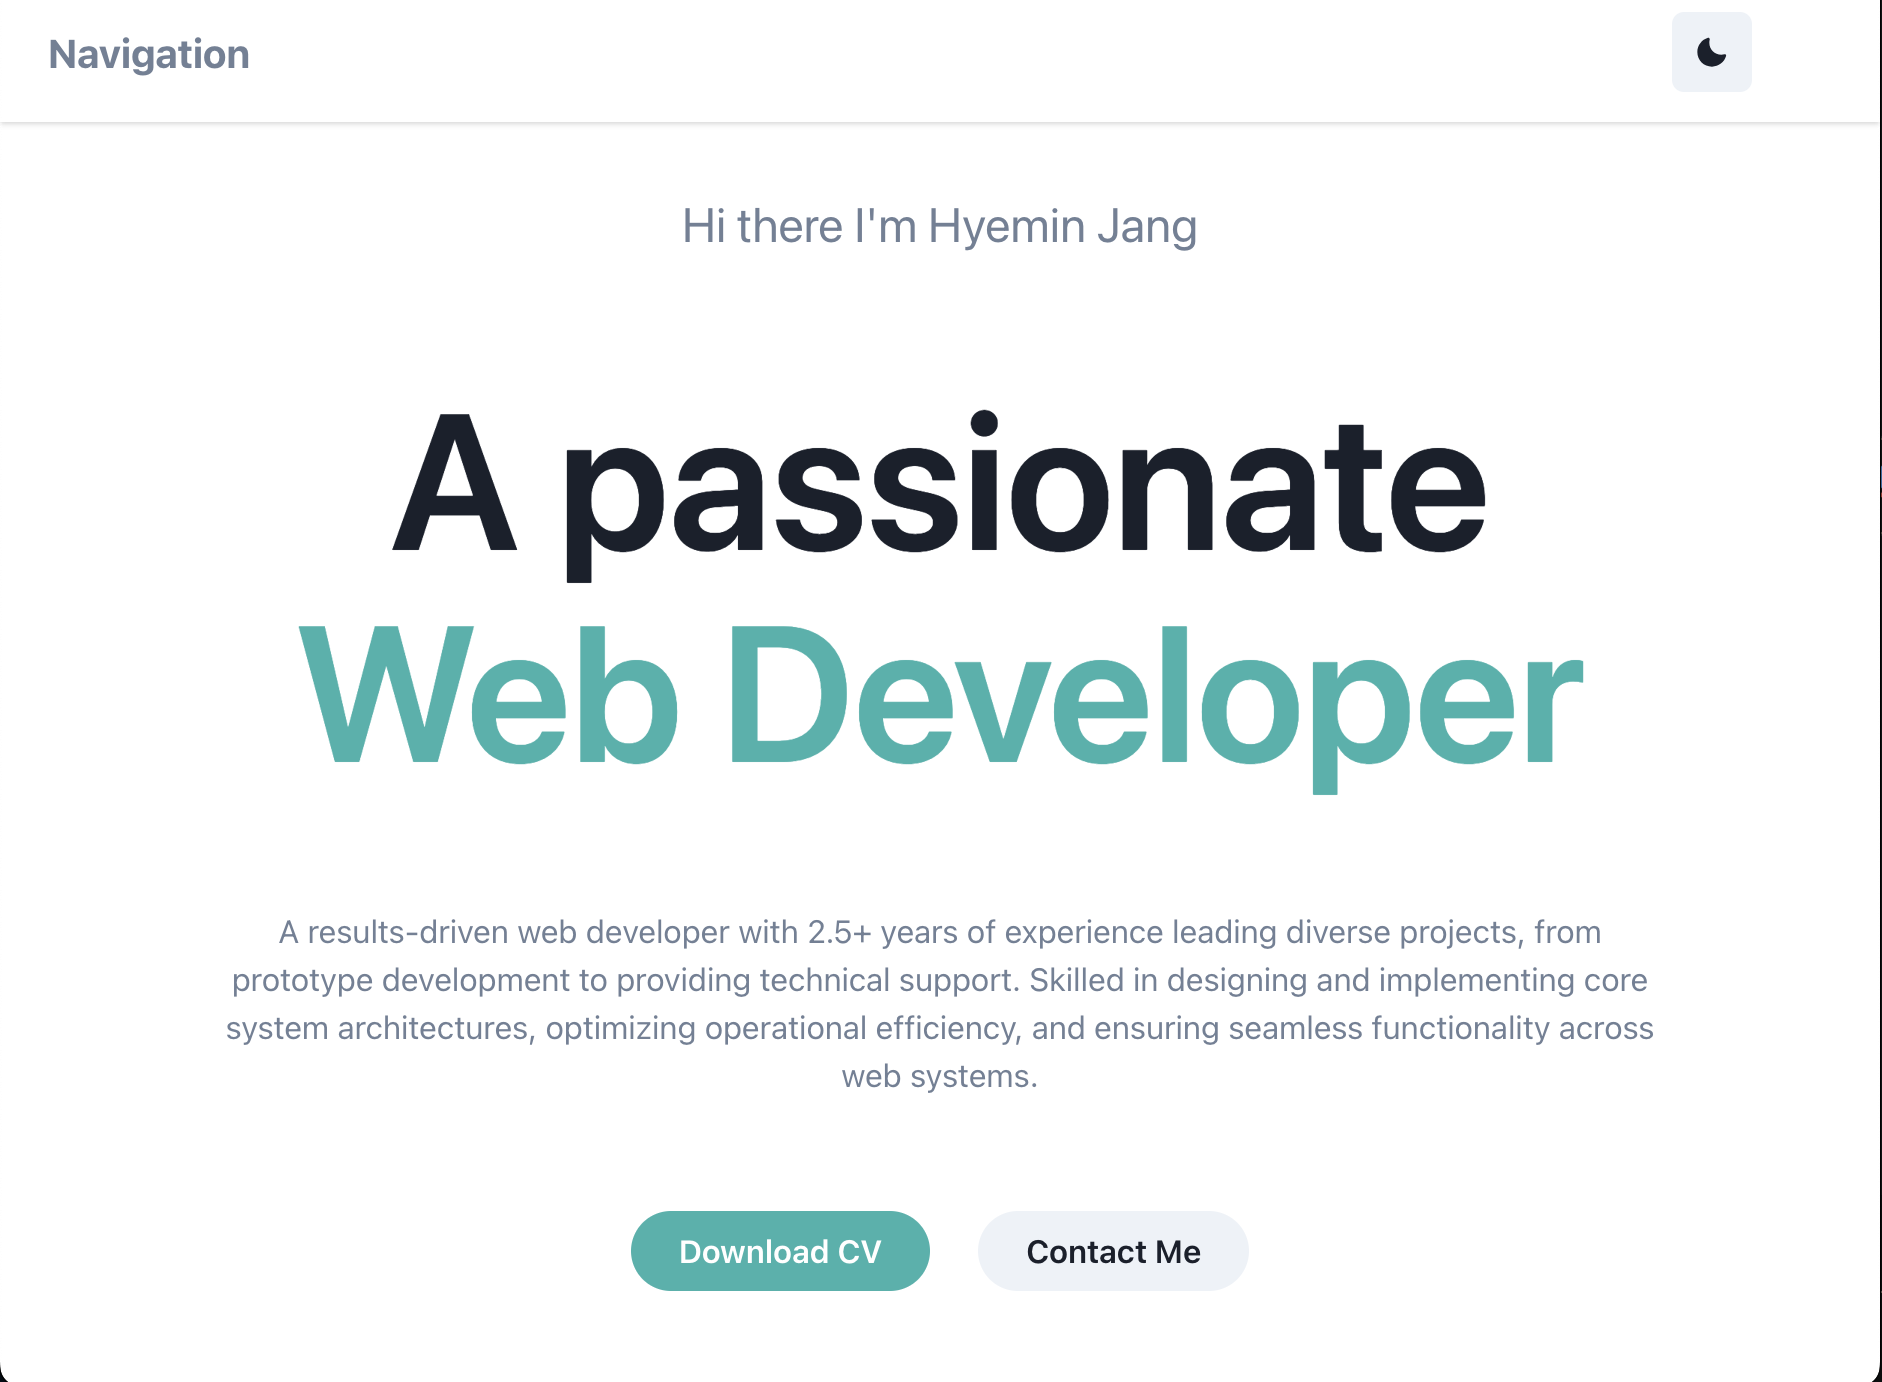 Navigation
Hi there I'm Hyemin Jang
A passionate
Web Developer
A results-driven web developer with 2.5+ years of experience leading diverse projects, from
prototype development to providing technical support. Skilled in designing and implementing core
system architectures, optimizing operational efficiency, and ensuring seamless functionality across
web systems.
Download CV
Contact Me